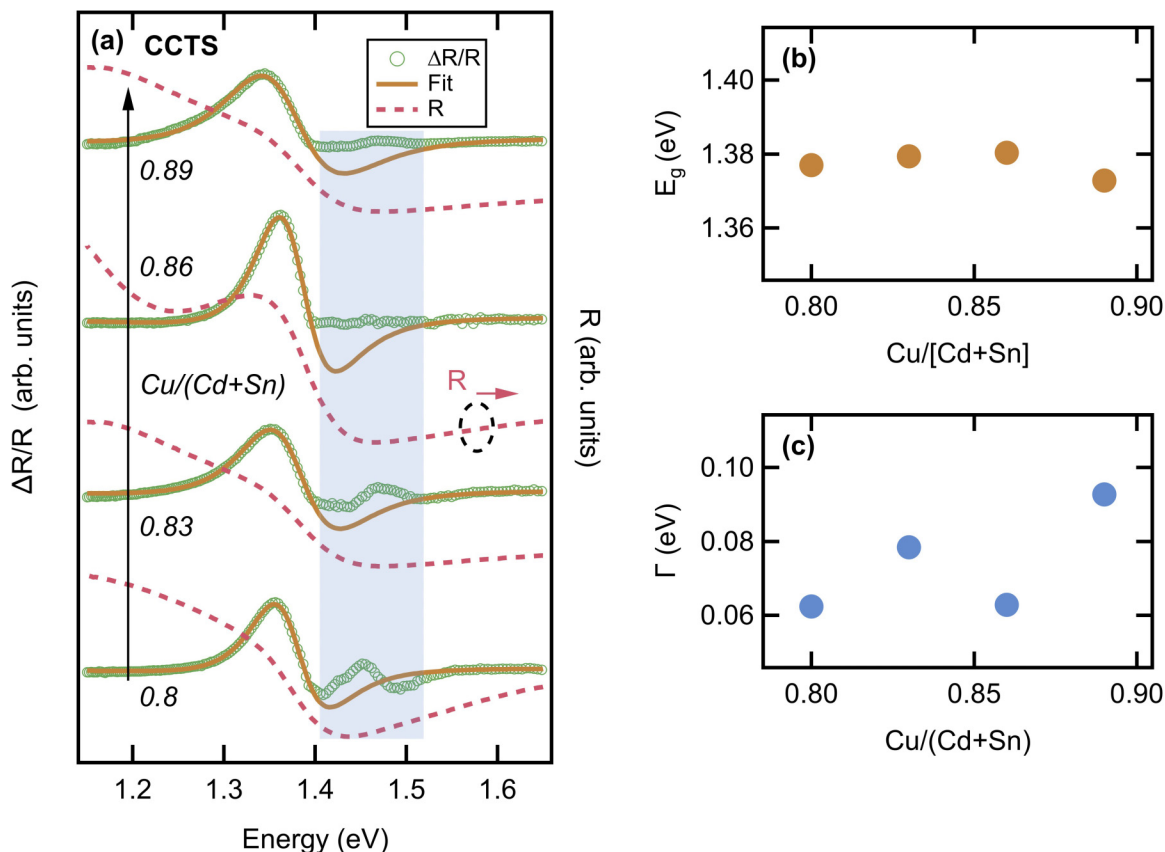 (a) CCTS
ΔR/R
Fit
R
0.89
0.86
Cu/(Cd+Sn)
R
0.83
0.8
ΔR/R (arb. units)
R (arb. units)
1.2 1.3 1.4 1.5 1.6
Energy (eV)
(b)
1.40
1.38
1.36
E_g (eV)
0.80 0.85 0.90
Cu/[Cd+Sn]
(c)
0.10
0.08
0.06
Γ (eV)
0.80 0.85 0.90
Cu/(Cd+Sn)